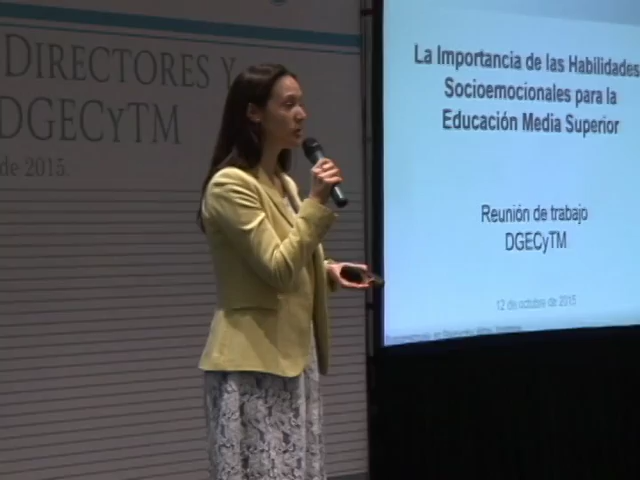 DIRECTORES Y
DGECYTM
de 2015.
La Importancia de las Habilidades
Socioemocionales para la
Educación Media Superior
Reunión de trabajo
DGECyTM
12 de octubre de 2015